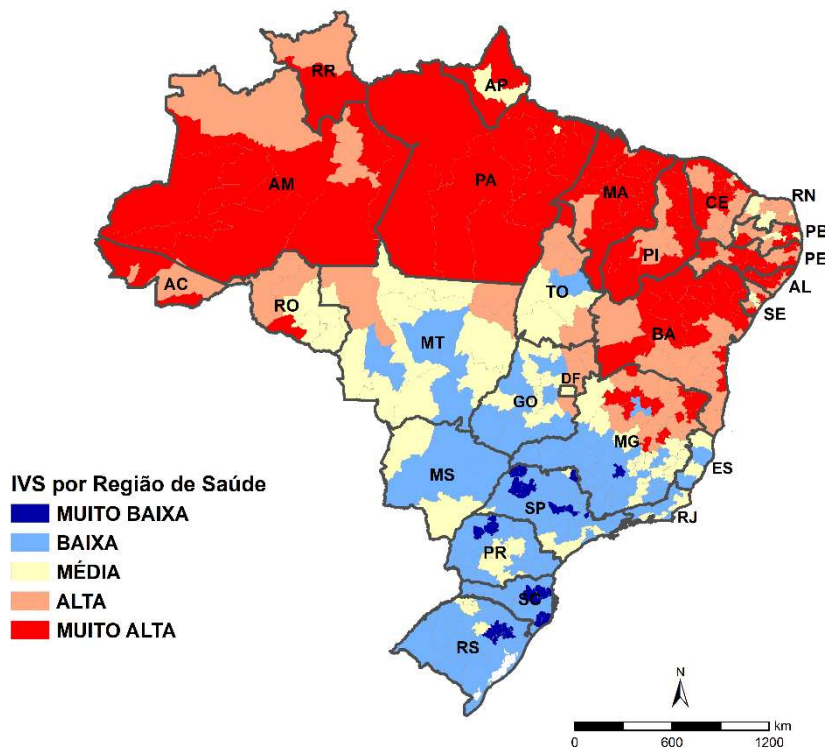 RR
AP
AM
PA
MA
CE
RN
PB
PE
PI
AL
SE
AC
RO
TO
BA
MT
DF
GO
MG
ES
MS
SP
RJ
PR
SC
RS
IVS por Região de Saúde
MUITO BAIXA
BAIXA
MÉDIA
ALTA
MUITO ALTA
N
km
0 600 1200